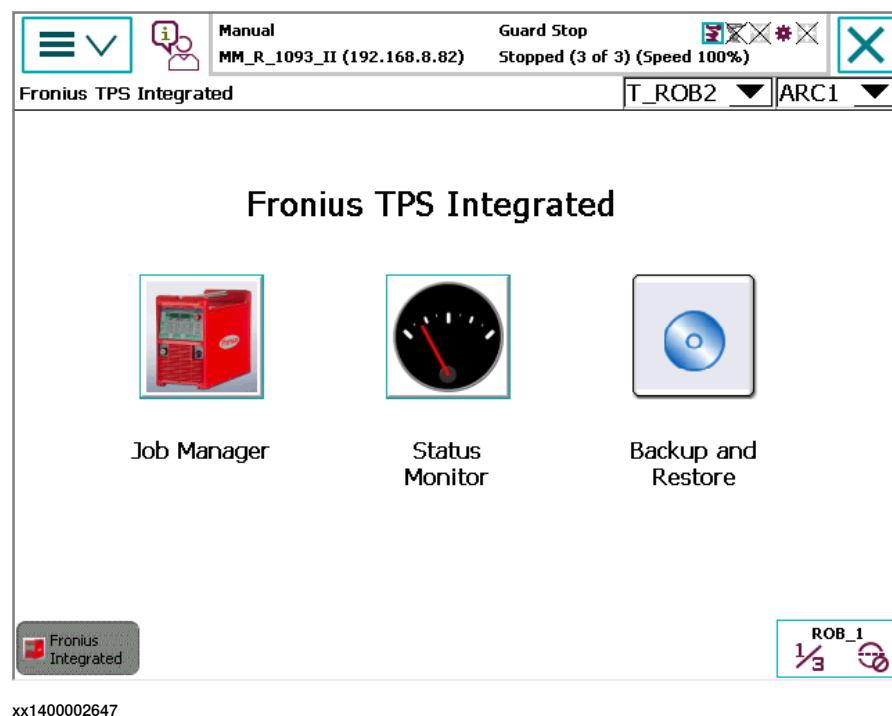 Manual
Guard Stop
MM_R_1093_II (192.168.8.82)
Stopped (3 of 3) (Speed 100%)
Fronius TPS Integrated
T_ROB2
ARC1
Fronius TPS Integrated
Job Manager
Status
Monitor
Backup and
Restore
Fronius
Integrated
ROB_1
1/3
xx1400002647